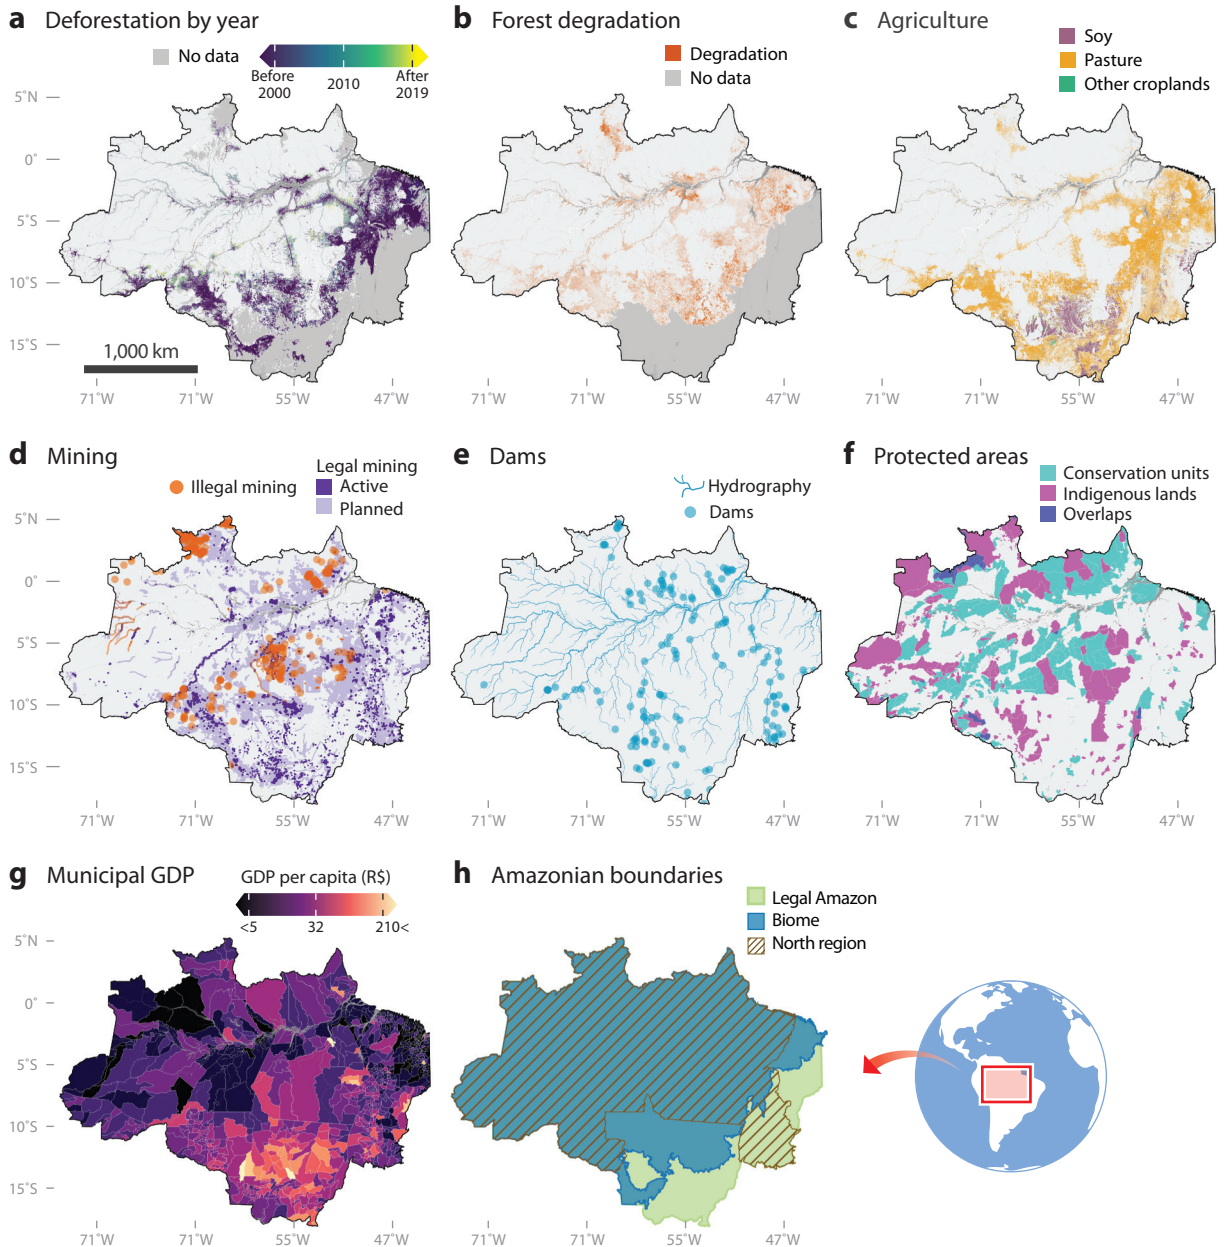 a Deforestation by year
No data
Before 2000
2010
After 2019
b Forest degradation
Degradation
No data
c Agriculture
Soy
Pasture
Other croplands
5˚N
0˚
5˚S
10˚S
15˚S
1,000 km
71˚W 71˚W 55˚W 47˚W
71˚W 71˚W 55˚W 47˚W
71˚W 71˚W 55˚W 47˚W
d Mining
Illegal mining
Legal mining
Active
Planned
e Dams
Hydrography
Dams
f Protected areas
Conservation units
Indigenous lands
Overlaps
5˚N
0˚
5˚S
10˚S
15˚S
71˚W 71˚W 55˚W 47˚W
71˚W 71˚W 55˚W 47˚W
71˚W 71˚W 55˚W 47˚W
g Municipal GDP
GDP per capita (R$)
<5 32 210<
h Amazonian boundaries
Legal Amazon
Biome
North region
5˚N
0˚
5˚S
10˚S
15˚S
71˚W 71˚W 55˚W 47˚W
71˚W 71˚W 55˚W 47˚W